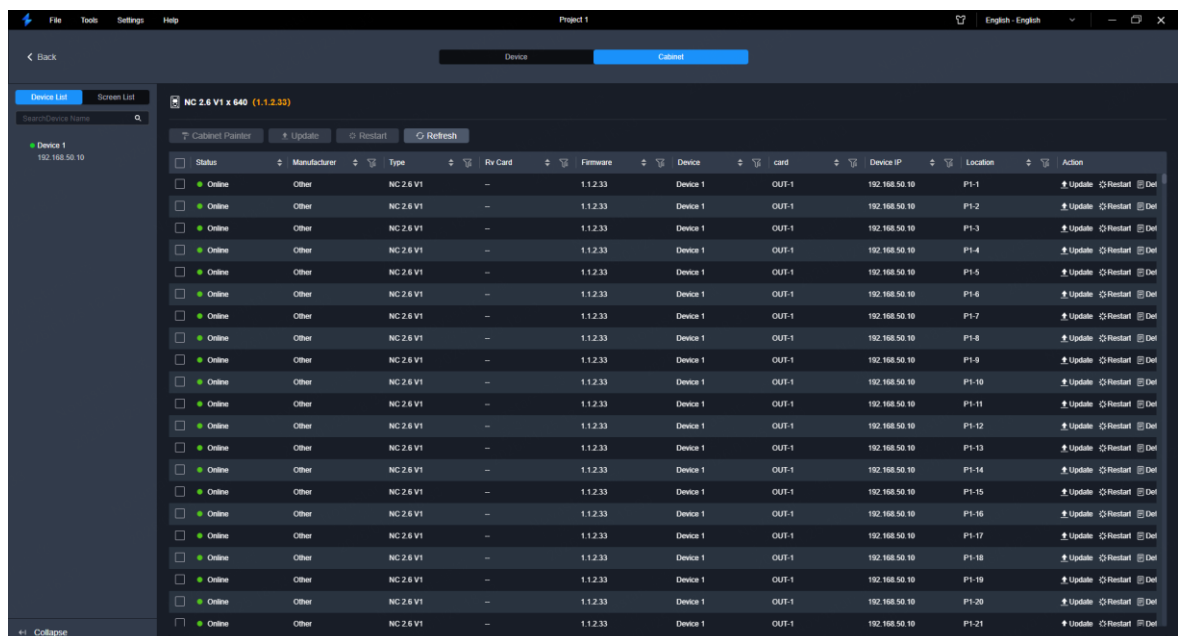 File Tools Settings Help Project 1 English - English
Back Device Cabinet
Device List Screen List
SearchDevice Name
Device 1
192.168.50.10
NC 2.6 V1 x 640 (1.1.2.33)
Cabinet Painter Update Restart Refresh
Status Manufacturer Type Rv Card Firmware Device card Device IP Location Action
Online Other NC 2.6 V1 -- 1.1.2.33 Device 1 OUT-1 192.168.50.10 P1-1 Update Restart Det
Online Other NC 2.6 V1 -- 1.1.2.33 Device 1 OUT-1 192.168.50.10 P1-2 Update Restart Det
Online Other NC 2.6 V1 -- 1.1.2.33 Device 1 OUT-1 192.168.50.10 P1-3 Update Restart Det
Online Other NC 2.6 V1 -- 1.1.2.33 Device 1 OUT-1 192.168.50.10 P1-4 Update Restart Det
Online Other NC 2.6 V1 -- 1.1.2.33 Device 1 OUT-1 192.168.50.10 P1-5 Update Restart Det
Online Other NC 2.6 V1 -- 1.1.2.33 Device 1 OUT-1 192.168.50.10 P1-6 Update Restart Det
Online Other NC 2.6 V1 -- 1.1.2.33 Device 1 OUT-1 192.168.50.10 P1-7 Update Restart Det
Online Other NC 2.6 V1 -- 1.1.2.33 Device 1 OUT-1 192.168.50.10 P1-8 Update Restart Det
Online Other NC 2.6 V1 -- 1.1.2.33 Device 1 OUT-1 192.168.50.10 P1-9 Update Restart Det
Online Other NC 2.6 V1 -- 1.1.2.33 Device 1 OUT-1 192.168.50.10 P1-10 Update Restart Det
Online Other NC 2.6 V1 -- 1.1.2.33 Device 1 OUT-1 192.168.50.10 P1-11 Update Restart Det
Online Other NC 2.6 V1 -- 1.1.2.33 Device 1 OUT-1 192.168.50.10 P1-12 Update Restart Det
Online Other NC 2.6 V1 -- 1.1.2.33 Device 1 OUT-1 192.168.50.10 P1-13 Update Restart Det
Online Other NC 2.6 V1 -- 1.1.2.33 Device 1 OUT-1 192.168.50.10 P1-14 Update Restart Det
Online Other NC 2.6 V1 -- 1.1.2.33 Device 1 OUT-1 192.168.50.10 P1-15 Update Restart Det
Online Other NC 2.6 V1 -- 1.1.2.33 Device 1 OUT-1 192.168.50.10 P1-16 Update Restart Det
Online Other NC 2.6 V1 -- 1.1.2.33 Device 1 OUT-1 192.168.50.10 P1-17 Update Restart Det
Online Other NC 2.6 V1 -- 1.1.2.33 Device 1 OUT-1 192.168.50.10 P1-18 Update Restart Det
Online Other NC 2.6 V1 -- 1.1.2.33 Device 1 OUT-1 192.168.50.10 P1-19 Update Restart Det
Online Other NC 2.6 V1 -- 1.1.2.33 Device 1 OUT-1 192.168.50.10 P1-20 Update Restart Det
Online Other NC 2.6 V1 -- 1.1.2.33 Device 1 OUT-1 192.168.50.10 P1-21 Update Restart Det
Collapse